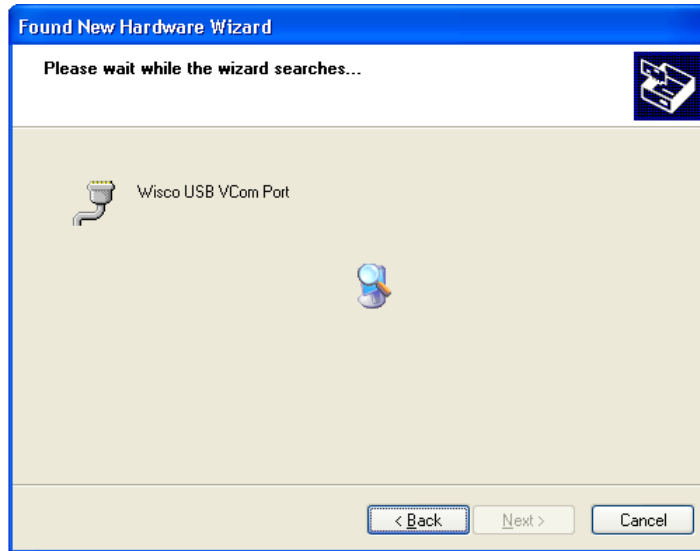 Found New Hardware Wizard
Please wait while the wizard searches...
Wisco USB VCom Port
< Back
Next >
Cancel